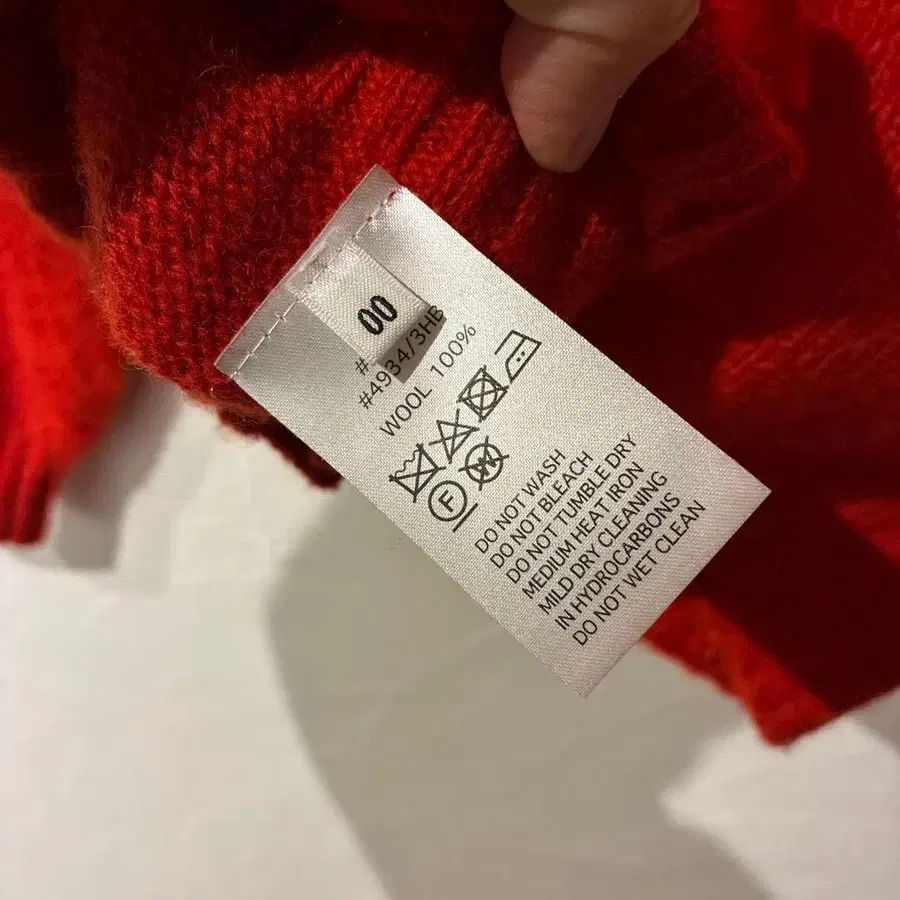 00
#
#4934/3HB
WOOL 100%
F
W
DO NOT WASH
DO NOT BLEACH
DO NOT TUMBLE DRY
MEDIUM HEAT IRON
MILD DRY CLEANING
IN HYDROCARBONS
DO NOT WET CLEAN